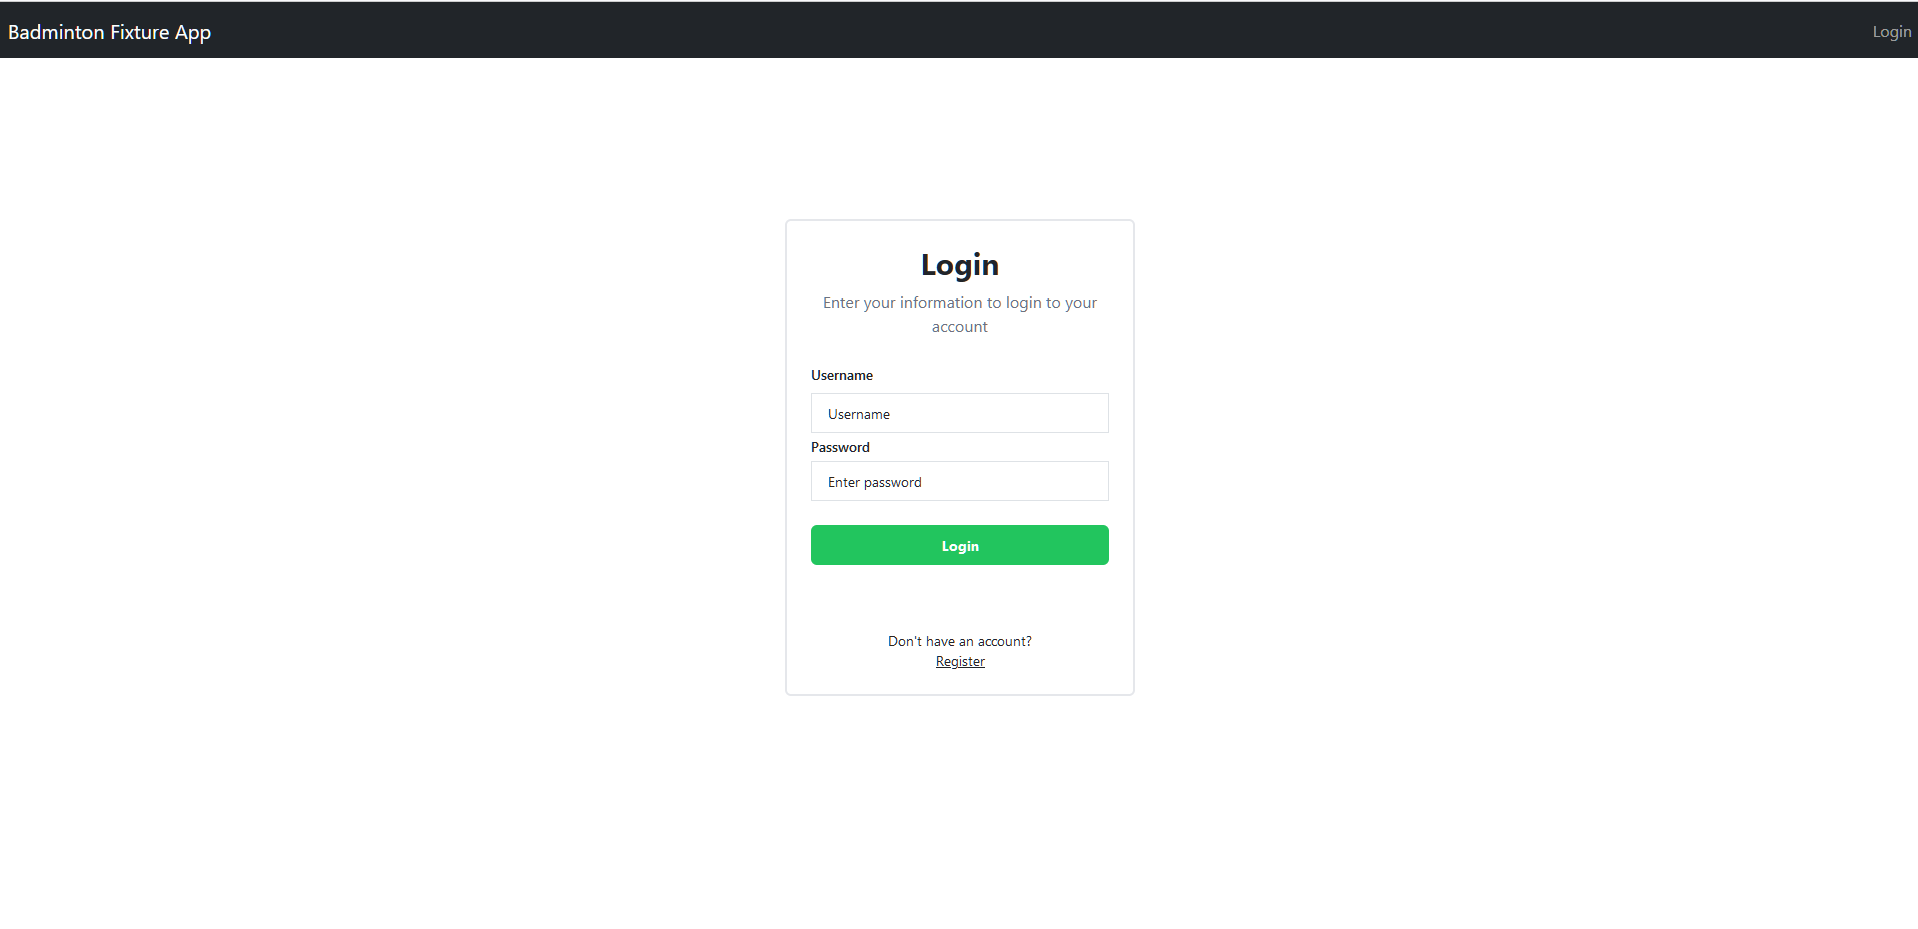 Badminton Fixture App
Login
Login
Enter your information to login to your
account
Username
Username
Password
Enter password
Login
Don't have an account?
Register